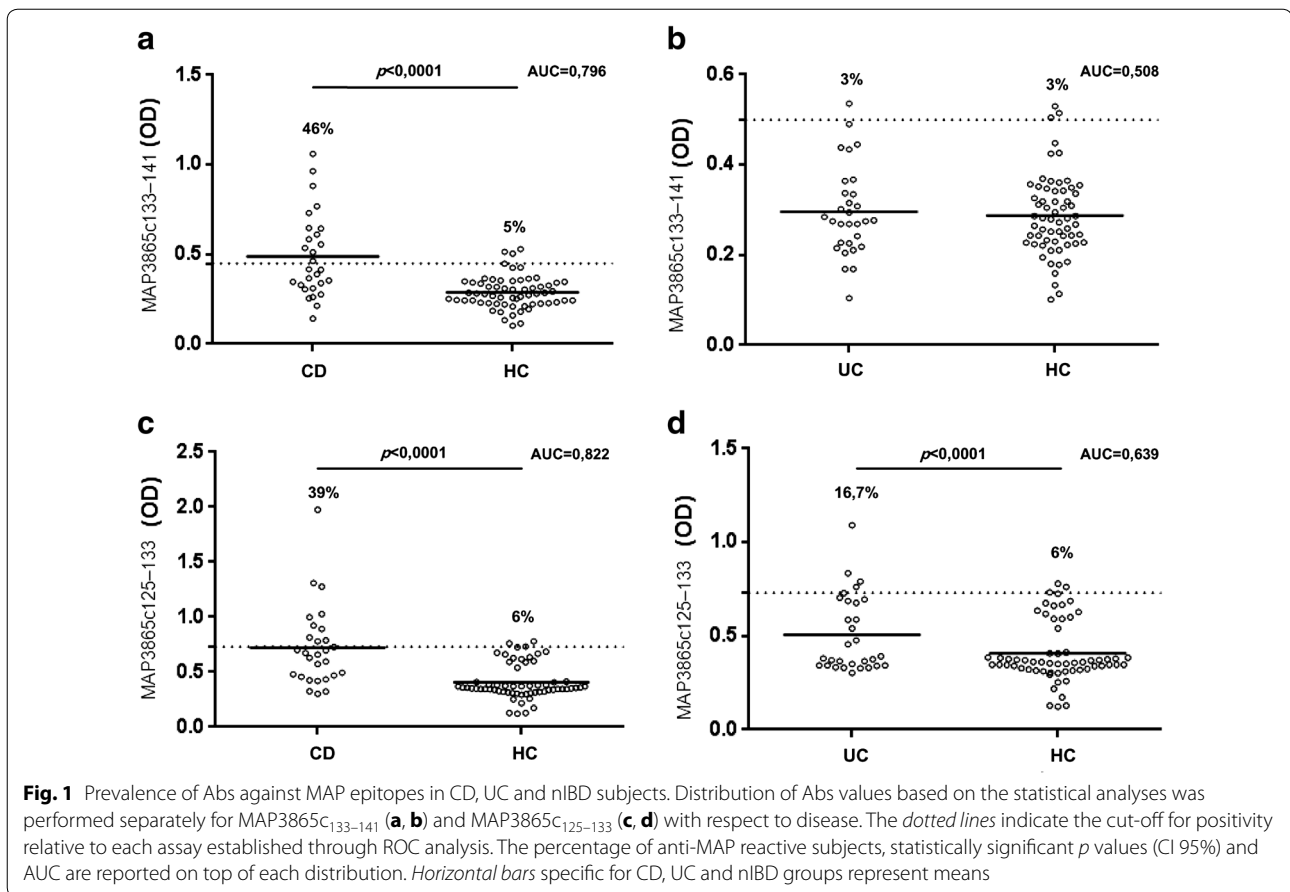 a
p<0,0001
AUC=0,796
46%
5%
MAP3865c133–141 (OD)
1.5
1.0
0.5
0.0
CD
HC
b
AUC=0,508
3%
3%
MAP3865c133–141 (OD)
0.6
0.4
0.2
0.0
UC
HC
c
p<0,0001
AUC=0,822
39%
6%
MAP3865c125–133 (OD)
2.5
2.0
1.5
1.0
0.5
0.0
CD
HC
d
p<0,0001
AUC=0,639
16,7%
6%
MAP3865c125–133 (OD)
1.5
1.0
0.5
0.0
UC
HC
Fig. 1 Prevalence of Abs against MAP epitopes in CD, UC and nIBD subjects. Distribution of Abs values based on the statistical analyses was
performed separately for MAP3865c133–141 (a, b) and MAP3865c125–133 (c, d) with respect to disease. The dotted lines indicate the cut-off for positivity
relative to each assay established through ROC analysis. The percentage of anti-MAP reactive subjects, statistically significant p values (CI 95%) and
AUC are reported on top of each distribution. Horizontal bars specific for CD, UC and nIBD groups represent means